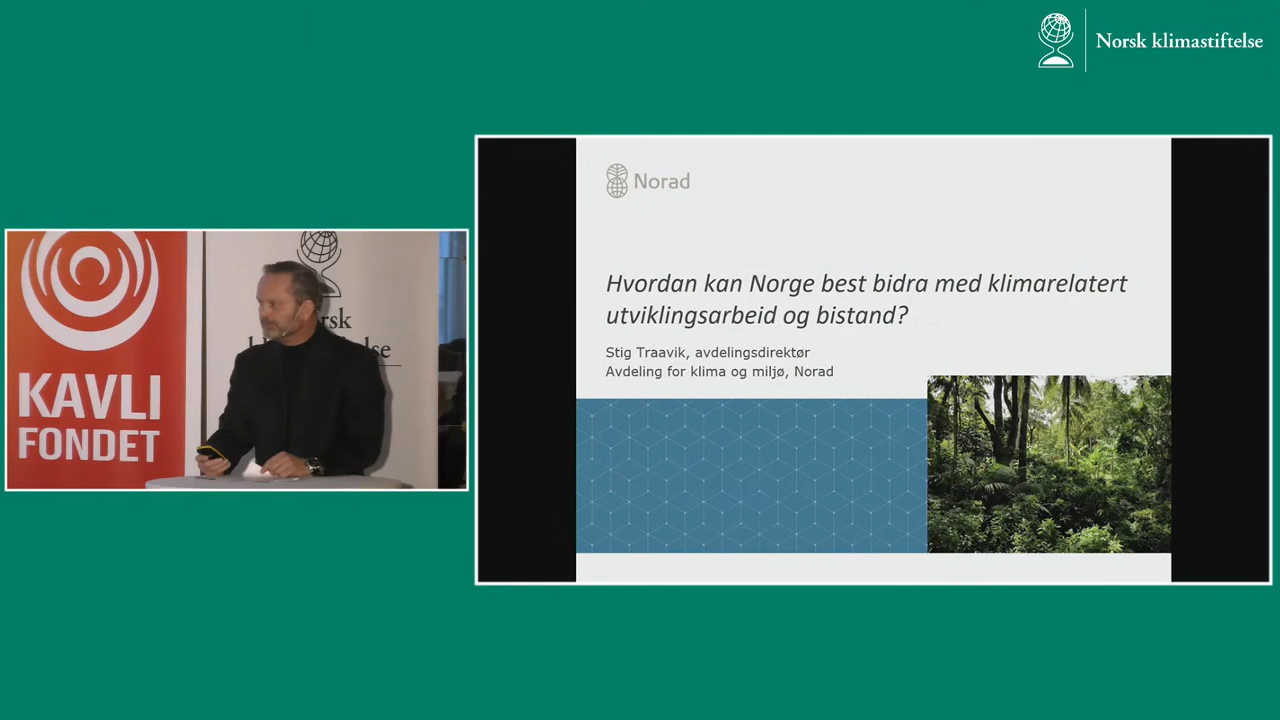 Norsk klimastiftelse
Norad
Hvordan kan Norge best bidra med klimarelatert
utviklingsarbeid og bistand?
Stig Traavik, avdelingsdirektør
Avdeling for klima og miljø, Norad
KAVLI
FONDET